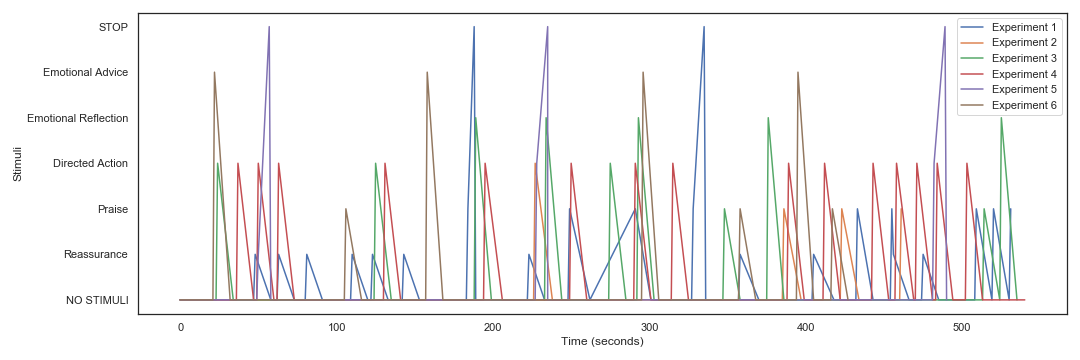 STOP
Emotional Advice
Emotional Reflection
Directed Action
Praise
Reassurance
NO STIMULI
Stimuli
0 100 200 300 400 500
Time (seconds)
Experiment 1
Experiment 2
Experiment 3
Experiment 4
Experiment 5
Experiment 6